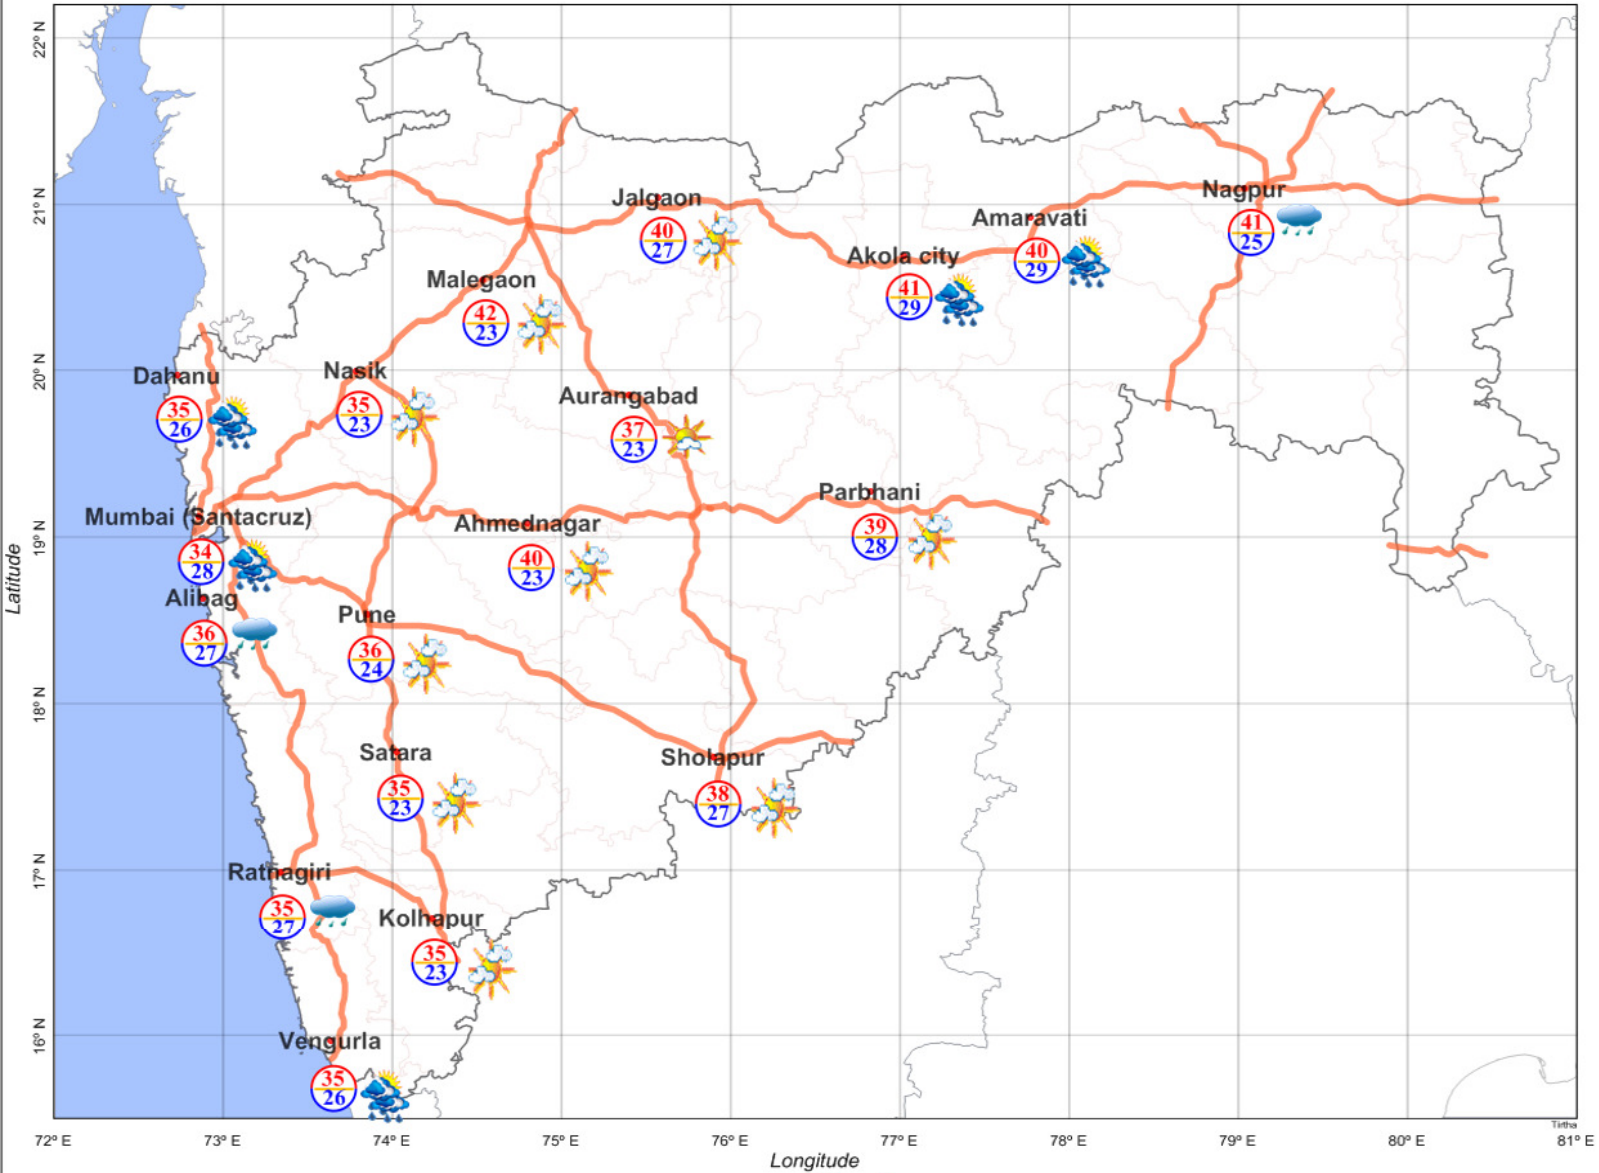 22° N
21° N
20° N
19° N
18° N
17° N
16° N
Latitude
Jalgaon
40
27
Nagpur
41
25
Amaravati
40
29
Akola city
41
29
Malegaon
42
23
Dahanu
35
26
Nasik
35
23
Aurangabad
37
23
Parbhani
39
28
Mumbai (Santacruz)
34
28
Ahmednagar
40
23
Alibag
36
27
Pune
36
24
Satara
35
23
Sholapur
38
27
Ratnagiri
35
27
Kolhapur
35
23
Vengurla
35
26
Tirtha
72° E 73° E 74° E 75° E 76° E 77° E 78° E 79° E 80° E 81° E
Longitude